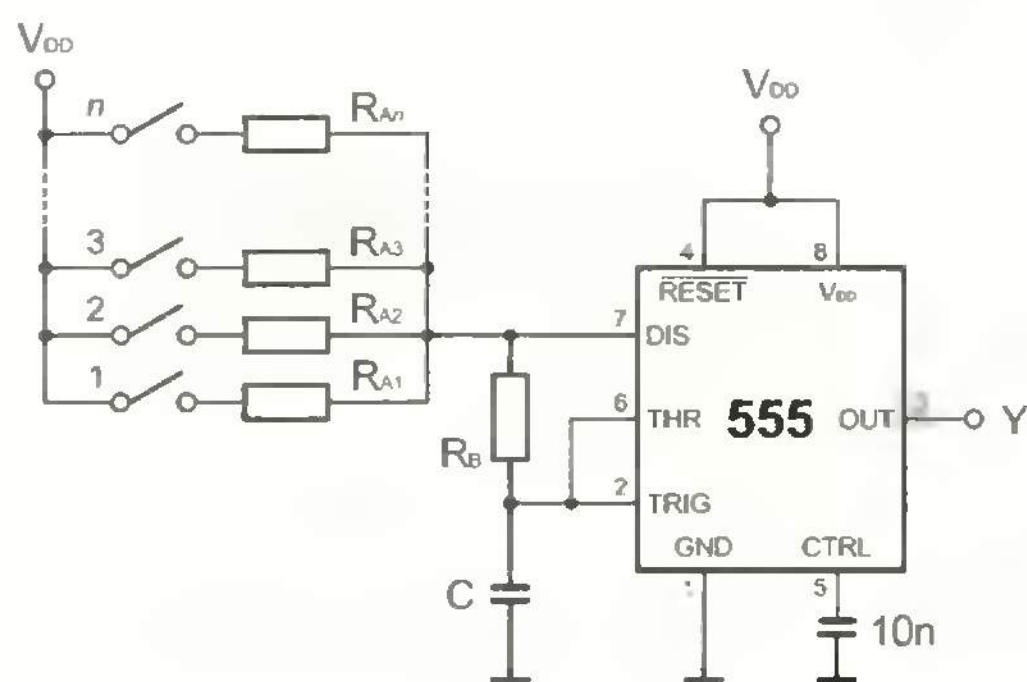 VDD
n
RAn
3
RA3
2
RA2
1
RA1
RB
C
VDD
4
8
RESET
VDD
7
DIS
6
THR
555
OUT
Y
2
TRIG
GND
CTRL
5
10n